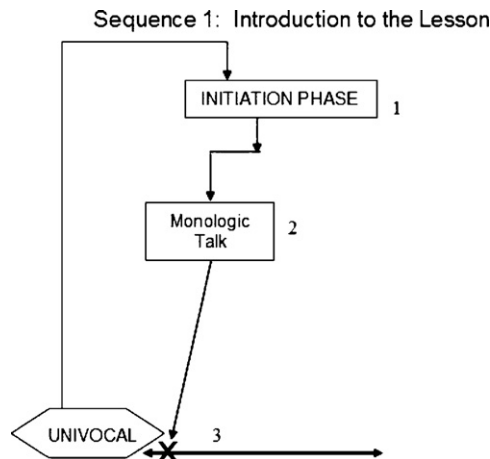 Sequence 1: Introduction to the Lesson
INITIATION PHASE
1
Monologic
Talk
2
UNIVOCAL
X
3